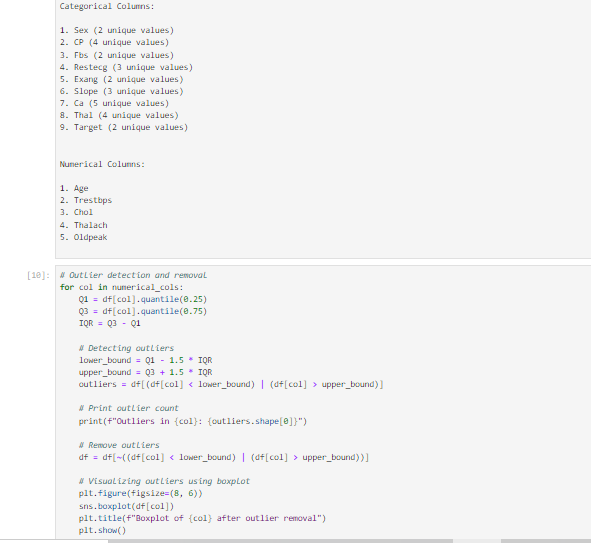 Categorical Columns:
1. Sex (2 unique values)
2. CP (4 unique values)
3. Fbs (2 unique values)
4. Restecg (3 unique values)
5. Exang (2 unique values)
6. Slope (3 unique values)
7. Ca (5 unique values)
8. Thal (4 unique values)
9. Target (2 unique values)
Numerical Columns:
1. Age
2. Trestbps
3. Chol
4. Thalach
5. Oldpeak
[10]: # Outlier detection and removal
for col in numerical_cols:
    Q1 = df[col].quantile(0.25)
    Q3 = df[col].quantile(0.75)
    IQR = Q3 - Q1
    # Detecting outliers
    lower_bound = Q1 - 1.5 * IQR
    upper_bound = Q3 + 1.5 * IQR
    outliers = df[(df[col] < lower_bound) | (df[col] > upper_bound)]
    # Print outlier count
    print(f"Outliers in {col}: {outliers.shape[0]}")
    # Remove outliers
    df = df[~((df[col] < lower_bound) | (df[col] > upper_bound))]
    # Visualizing outliers using boxplot
    plt.figure(figsize=(8, 6))
    sns.boxplot(df[col])
    plt.title(f"Boxplot of {col} after outlier removal")
    plt.show()